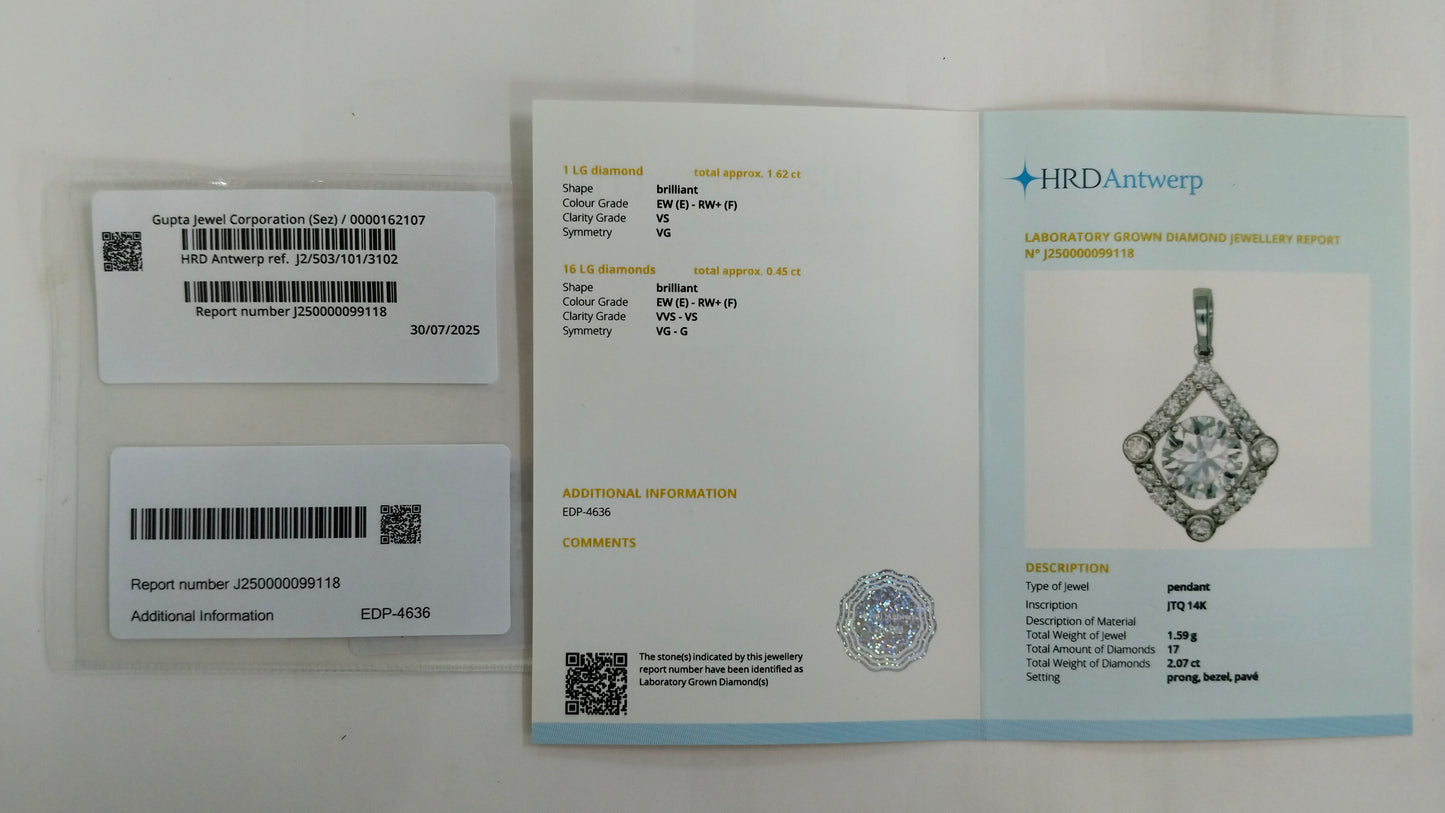 Gupta Jewel Corporation (Sez) / 0000162107
HRD Antwerp ref. J2/503/101/3102
Report number J250000099118
30/07/2025
Report number J250000099118
Additional Information EDP-4636
1 LG diamond total approx. 1.62 ct
Shape brilliant
Colour Grade EW (E) - RW+ (F)
Clarity Grade VS
Symmetry VG
16 LG diamonds total approx. 0.45 ct
Shape brilliant
Colour Grade EW (E) - RW+ (F)
Clarity Grade VVS - VS
Symmetry VG - G
ADDITIONAL INFORMATION
EDP-4636
COMMENTS
The stone(s) indicated by this jewellery
report number have been identified as
Laboratory Grown Diamond(s)
HRDAntwerp
LABORATORY GROWN DIAMOND JEWELLERY REPORT
N° J250000099118
DESCRIPTION
Type of Jewel pendant
Inscription JTQ 14K
Description of Material
Total Weight of Jewel 1.59 g
Total Amount of Diamonds 17
Total Weight of Diamonds 2.07 ct
Setting prong, bezel, pavé